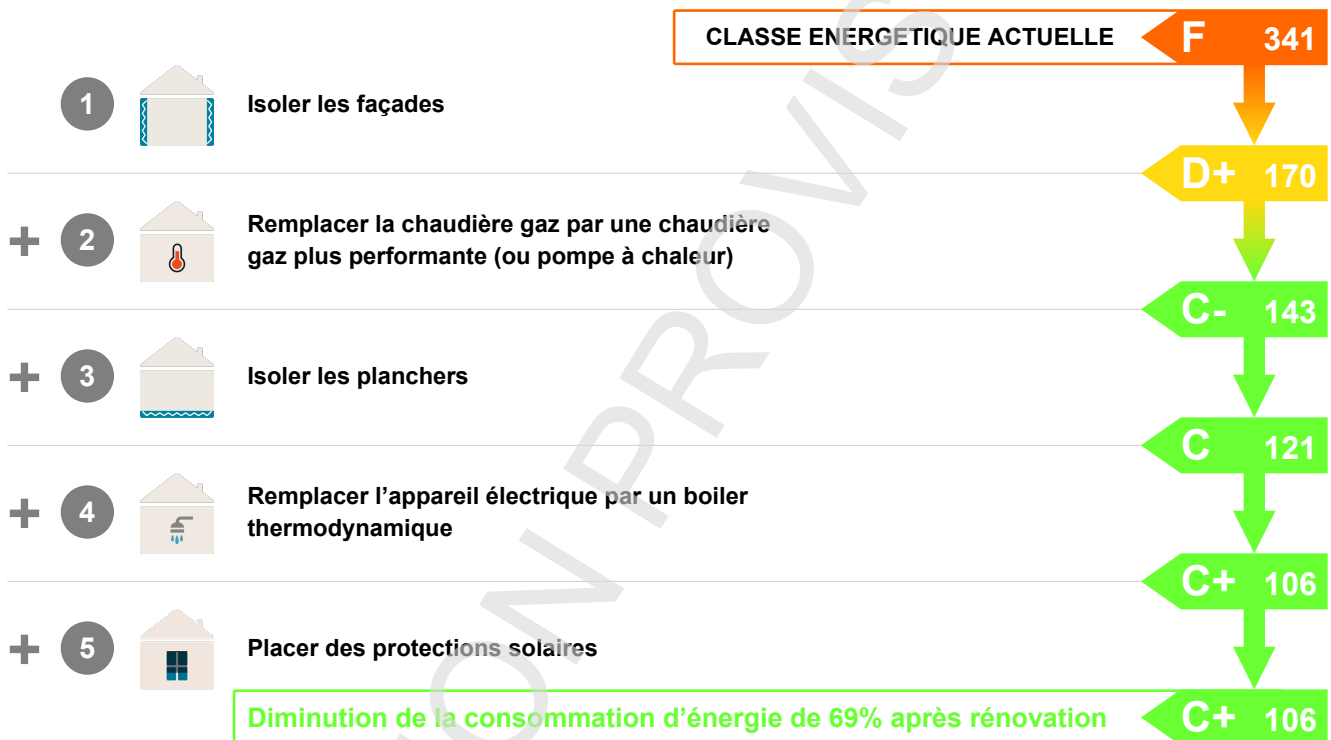 CLASSE ENERGETIQUE ACTUELLE F 341
1 Isoler les façades
D+ 170
+ 2 Remplacer la chaudière gaz par une chaudière
gaz plus performante (ou pompe à chaleur)
C- 143
+ 3 Isoler les planchers
C 121
+ 4 Remplacer l’appareil électrique par un boiler
thermodynamique
C+ 106
+ 5 Placer des protections solaires
Diminution de la consommation d’énergie de 69% après rénovation C+ 106
ON PROVIS